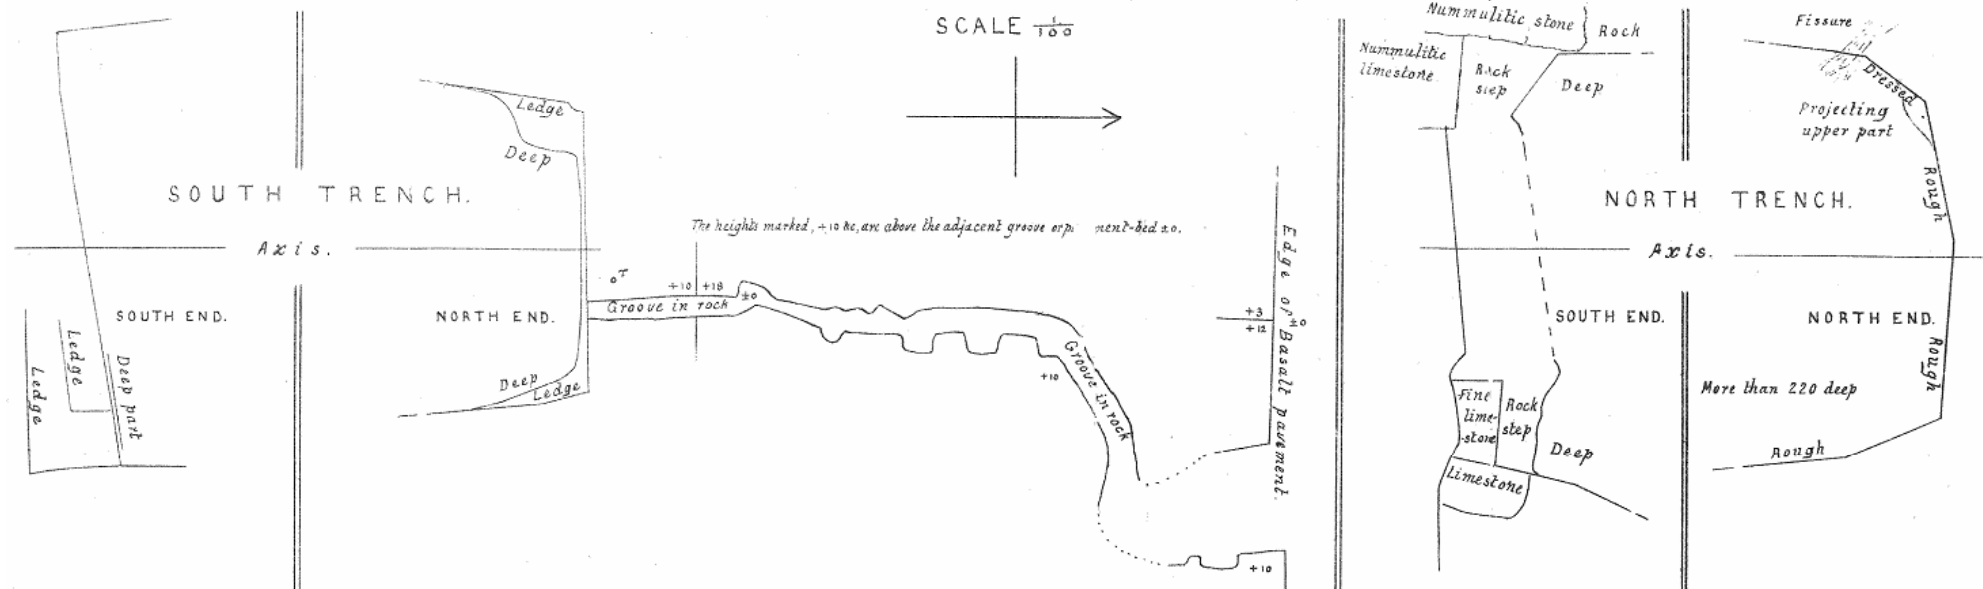 SCALE 1/100
SOUTH TRENCH.
Axis.
SOUTH END.
Ledge
Ledge
Deep part
Ledge
Deep
NORTH END.
Deep
Ledge
The heights marked, +10 &c, are above the adjacent groove or p nent-bed ±0.
T
+10 +18
±0
Groove in rock
+10
Groove in rock
+3
+12
±0
Edge of Basalt pavement.
+10
Nummulitic stone
Rock
Nummulitic
limestone
Rock
step
Deep
Fissure
Dressed
Projecting
upper part
Rough
NORTH TRENCH.
Axis.
SOUTH END.
NORTH END.
Rough
More than 220 deep
Fine
lime-
-stone
Rock
step
Deep
Limestone
Rough